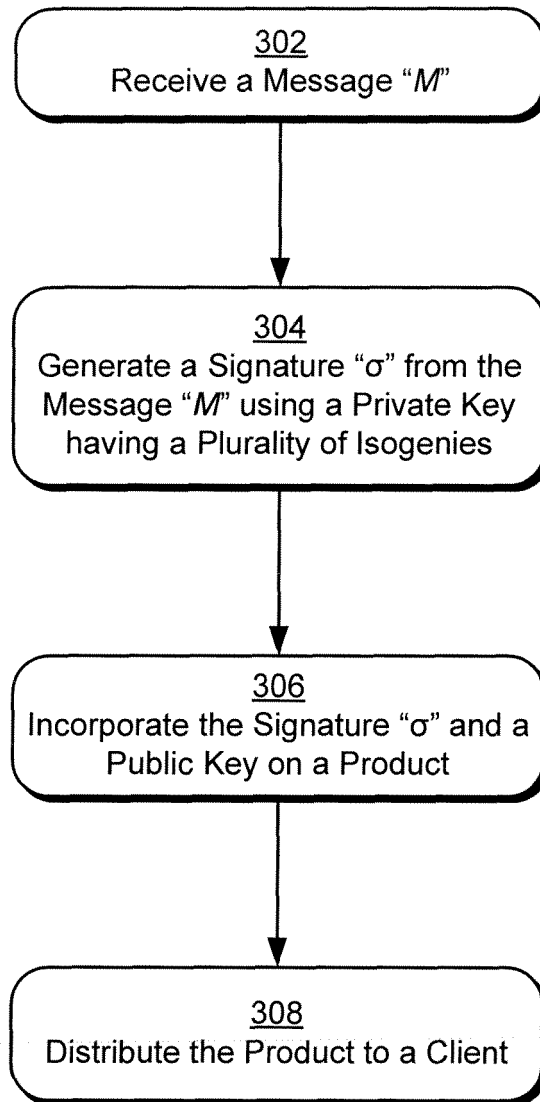 302
Receive a Message “M”
304
Generate a Signature “σ” from the
Message “M” using a Private Key
having a Plurality of Isogenies
306
Incorporate the Signature “σ” and a
Public Key on a Product
308
Distribute the Product to a Client